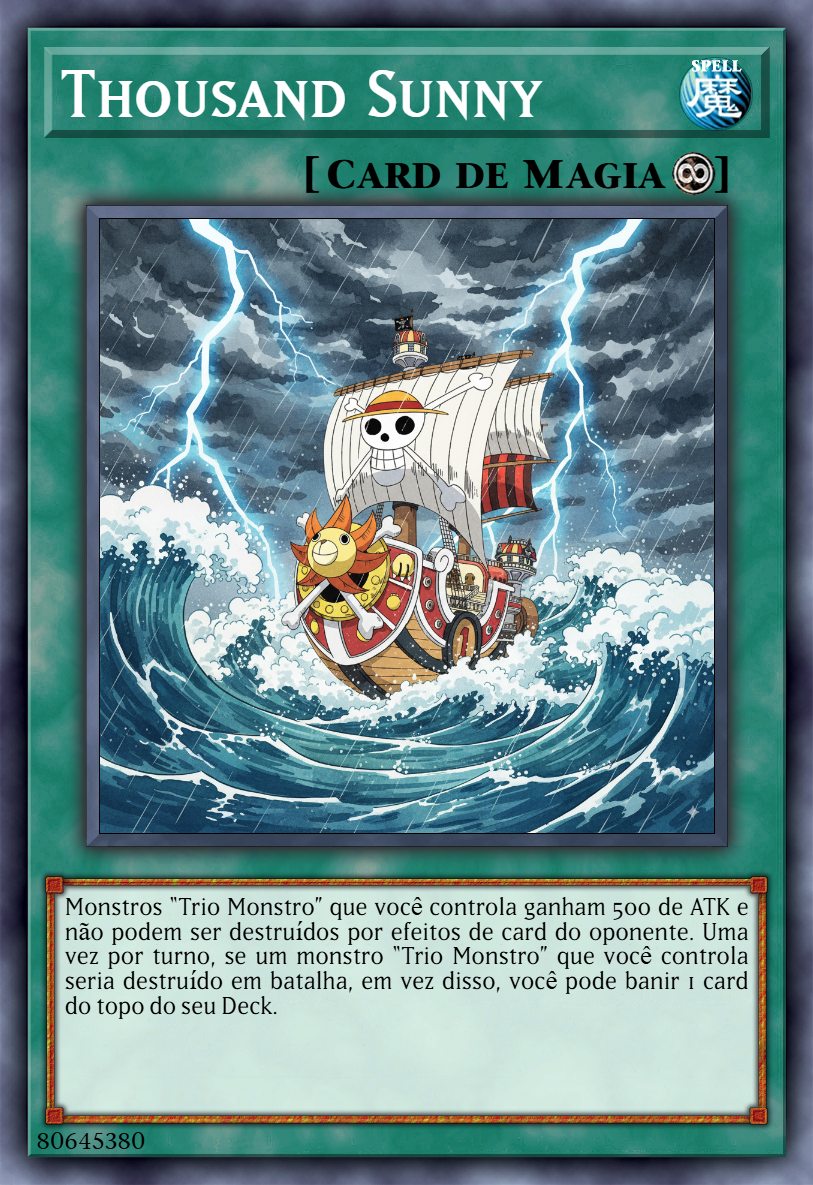 Thousand Sunny
SPELL
魔
[Card de Magia ∞]
Monstros "Trio Monstro" que você controla ganham 500 de ATK e
não podem ser destruídos por efeitos de card do oponente. Uma
vez por turno, se um monstro "Trio Monstro" que você controla
seria destruído em batalha, em vez disso, você pode banir 1 card
do topo do seu Deck.
80645380